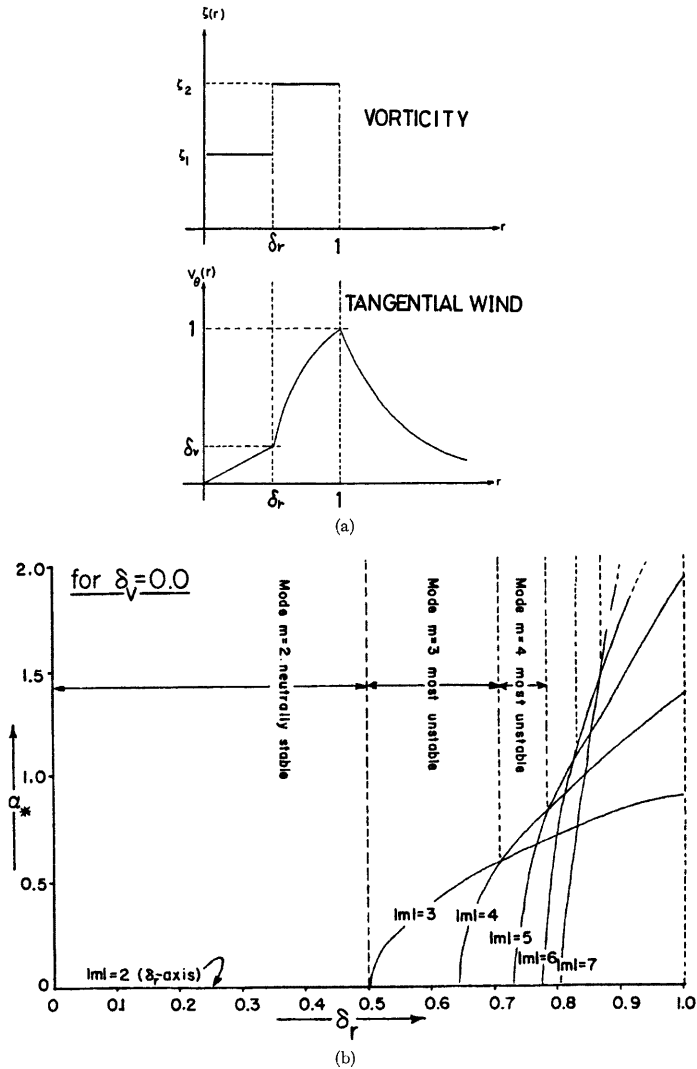 ζ(r)
ζ2
VORTICITY
ζ1
r
δr
1
Vθ(r)
TANGENTIAL WIND
1
δv
r
δr
1
(a)
2.0
for δv=0.0
Mode m=2 neutrally stable
Mode m=3 most unstable
Mode m=4 most unstable
1.5
1.0
α*
0.5
|m|=3
|m|=4
|m|=5
|m|=6
|m|=7
|m|=2 (δr-axis)
0
0 0.1 0.2 0.3 0.4 0.5 0.6 0.7 0.8 0.9 1.0
δr
(b)